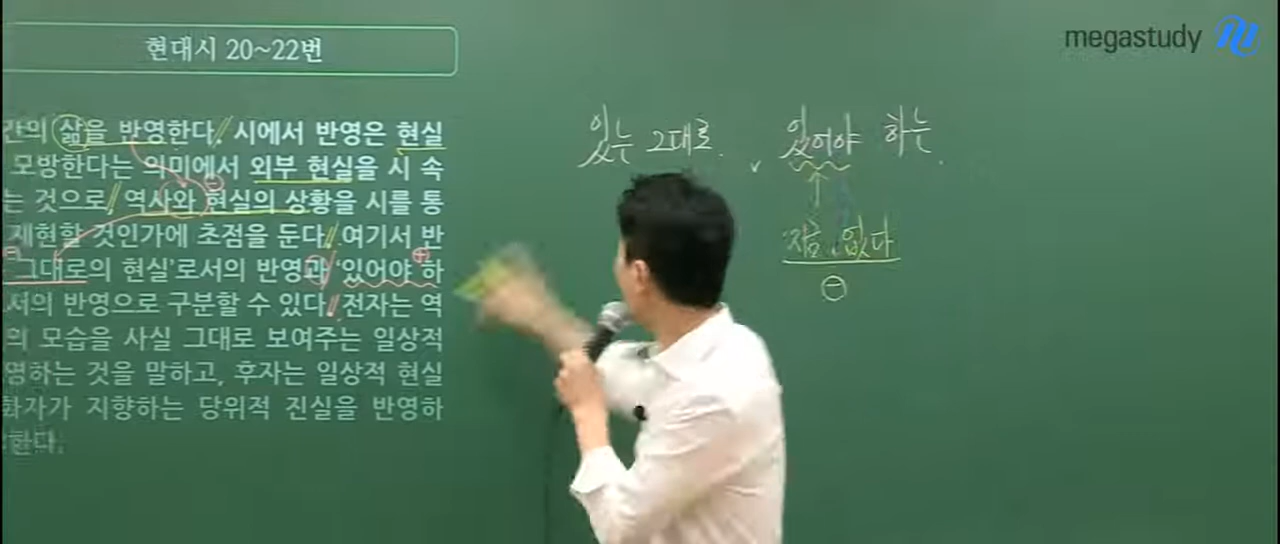 megastudy
현대시 20~22번
간의 삶을 반영한다. 시에서 반영은 현실
모방한다는 의미에서 외부 현실을 시 속
는 것으로, 역사와 현실의 상황을 시를 통
재현할 것인가에 초점을 둔다. 여기서 반
그대로의 현실'로서의 반영과 '있어야 하
서의 반영으로 구분할 수 있다. 전자는 역
의 모습을 사실 그대로 보여주는 일상적
영하는 것을 말하고, 후자는 일상적 현실
화자가 지향하는 당위적 진실을 반영하
한다.
있는 그대로. , 있어야 하는.
지금, 없다